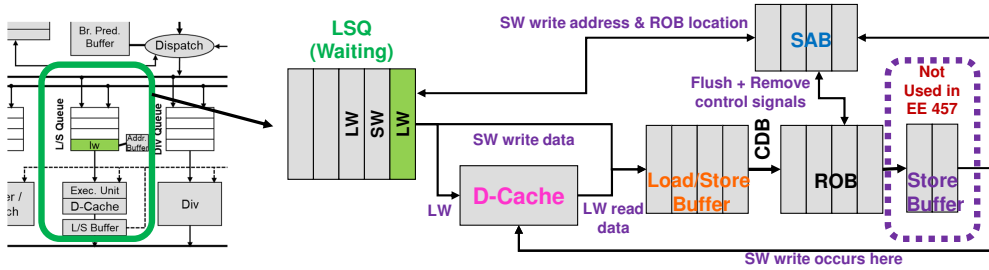 Br. Pred.
Buffer
Dispatch
L/S Queue
lw
Addr.
Buffer
Div Queue
Exec. Unit
D-Cache
L/S Buffer
Div
er /
ch
LSQ
(Waiting)
LW
SW
LW
SW write address & ROB location
SAB
Flush + Remove
control signals
Not
Used in
EE 457
SW write data
D-Cache
LW
LW read
data
Load/Store
Buffer
CDB
ROB
Store
Buffer
SW write occurs here